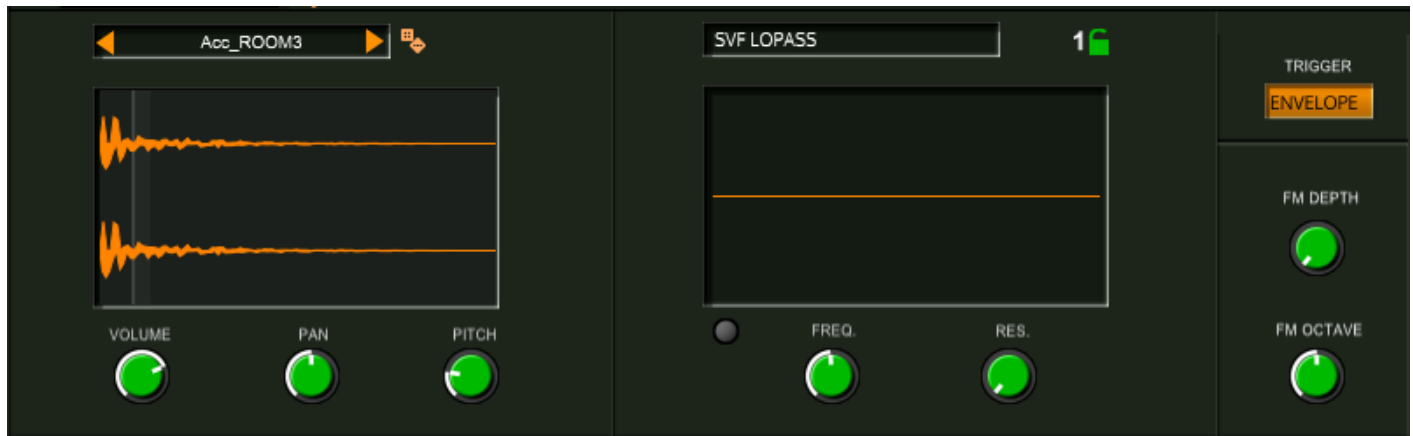 Acc_ROOM3
VOLUME
PAN
PITCH
SVF LOPASS
1
FREQ.
RES.
TRIGGER
ENVELOPE
FM DEPTH
FM OCTAVE